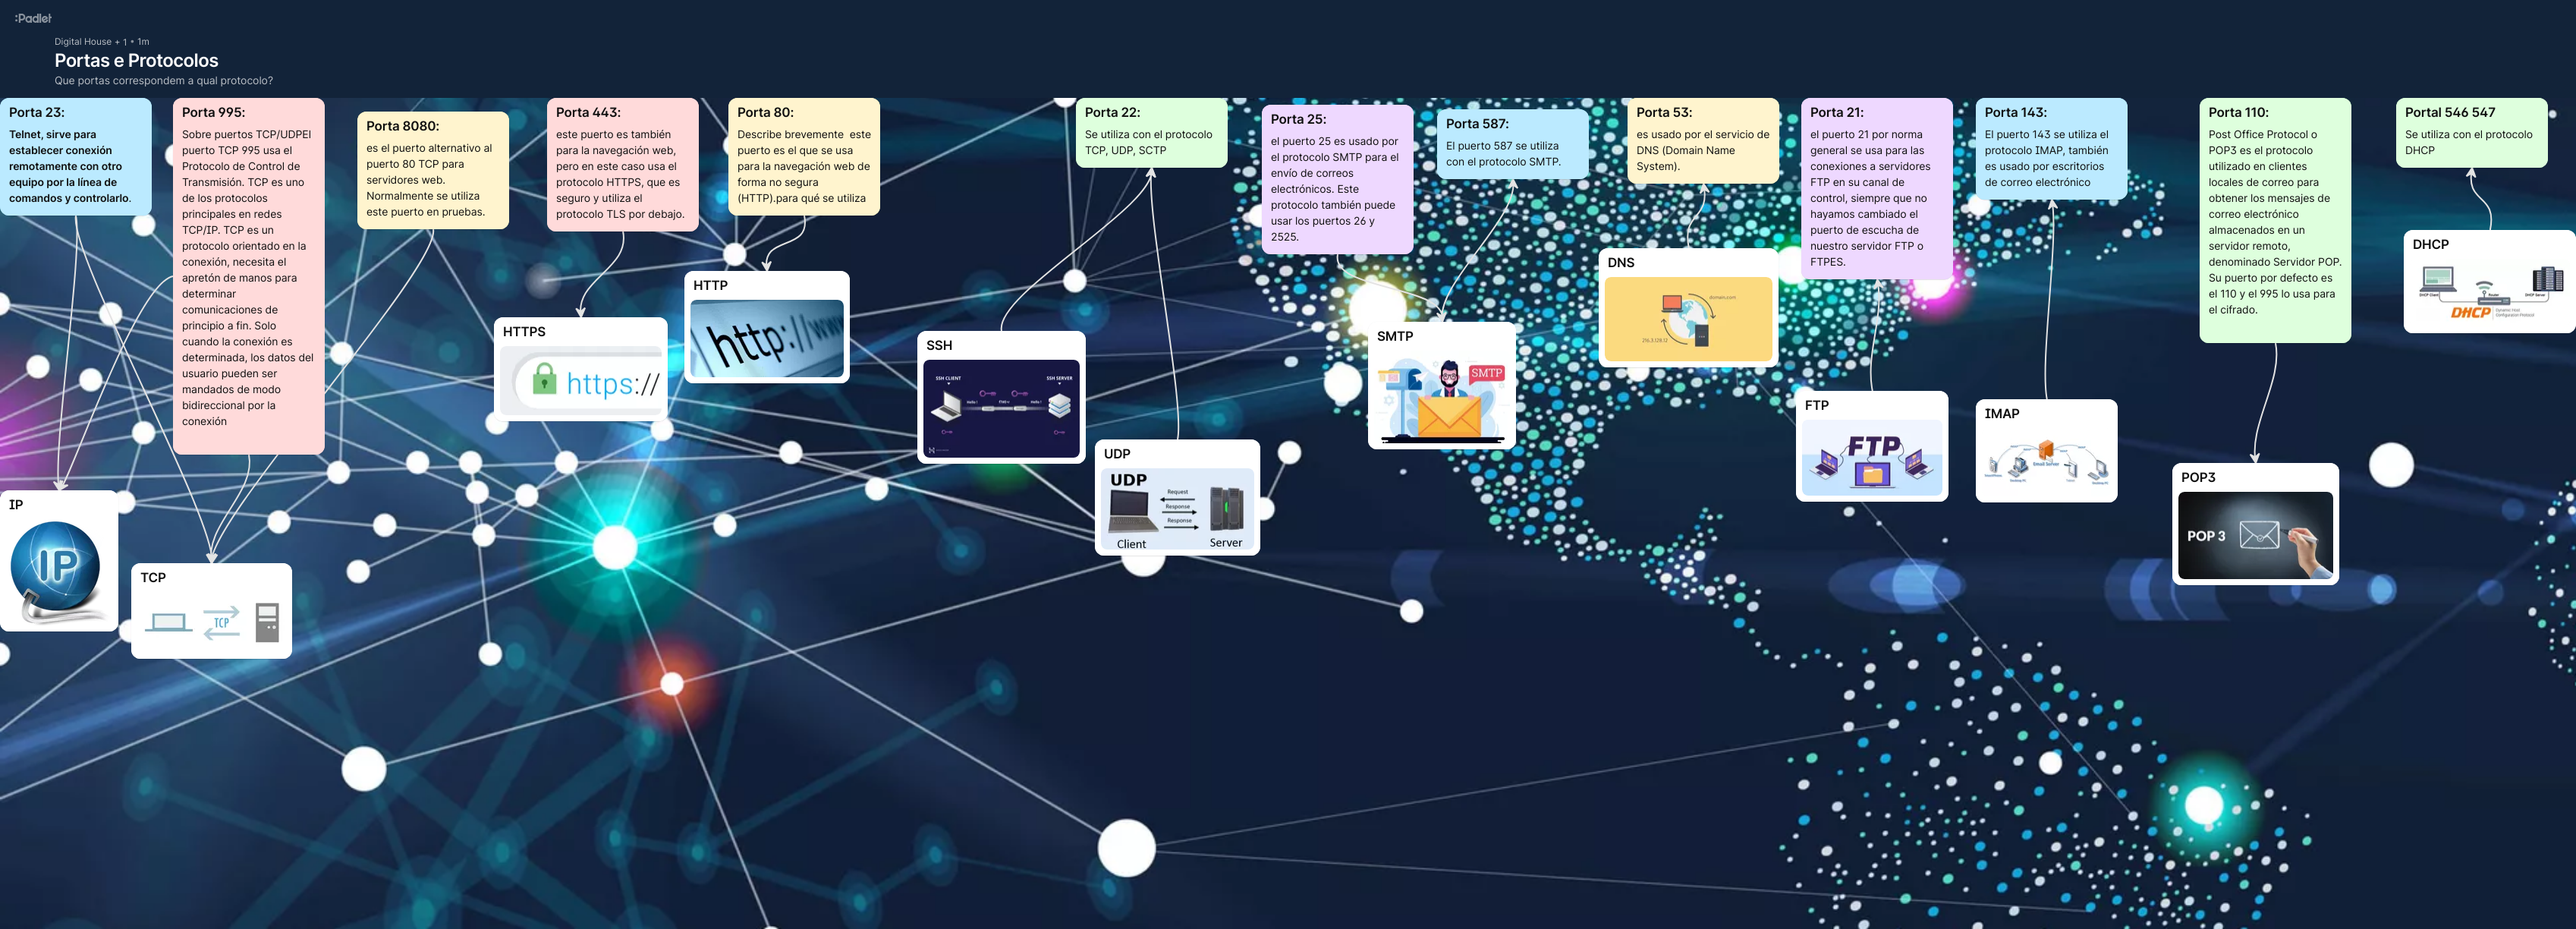 :Padlet
Digital House + 1 • 1m
Portas e Protocolos
Que portas correspondem a qual protocolo?
Porta 23:
Telnet, sirve para
establecer conexión
remotamente con otro
equipo por la línea de
comandos y controlarlo.
Porta 995:
Sobre puertos TCP/UDPEl
puerto TCP 995 usa el
Protocolo de Control de
Transmisión. TCP es uno
de los protocolos
principales en redes
TCP/IP. TCP es un
protocolo orientado en la
conexión, necesita el
apretón de manos para
determinar
comunicaciones de
principio a fin. Solo
cuando la conexión es
determinada, los datos del
usuario pueden ser
mandados de modo
bidireccional por la
conexión
Porta 8080:
es el puerto alternativo al
puerto 80 TCP para
servidores web.
Normalmente se utiliza
este puerto en pruebas.
Porta 443:
este puerto es también
para la navegación web,
pero en este caso usa el
protocolo HTTPS, que es
seguro y utiliza el
protocolo TLS por debajo.
Porta 80:
Describe brevemente este
puerto es el que se usa
para la navegación web de
forma no segura
(HTTP).para qué se utiliza
Porta 22:
Se utiliza con el protocolo
TCP, UDP, SCTP
Porta 25:
el puerto 25 es usado por
el protocolo SMTP para el
envío de correos
electrónicos. Este
protocolo también puede
usar los puertos 26 y
2525.
Porta 587:
El puerto 587 se utiliza
con el protocolo SMTP.
Porta 53:
es usado por el servicio de
DNS (Domain Name
System).
Porta 21:
el puerto 21 por norma
general se usa para las
conexiones a servidores
FTP en su canal de
control, siempre que no
hayamos cambiado el
puerto de escucha de
nuestro servidor FTP o
FTPES.
Porta 143:
El puerto 143 se utiliza el
protocolo IMAP, también
es usado por escritorios
de correo electrónico
Porta 110:
Post Office Protocol o
POP3 es el protocolo
utilizado en clientes
locales de correo para
obtener los mensajes de
correo electrónico
almacenados en un
servidor remoto,
denominado Servidor POP.
Su puerto por defecto es
el 110 y el 995 lo usa para
el cifrado.
Portal 546 547
Se utiliza con el protocolo
DHCP
DHCP
DHCP Client
Router
DHCP Server
DHCP
HTTP
http://www
HTTPS
https://
SSH
SSH CLIENT
SSH SERVER
DNS
domain.com
SMTP
SMTP
FTP
FTP
IMAP
Email Server
UDP
UDP
Request
Response
Response
Client
Server
POP3
POP 3
IP
IP
TCP
TCP